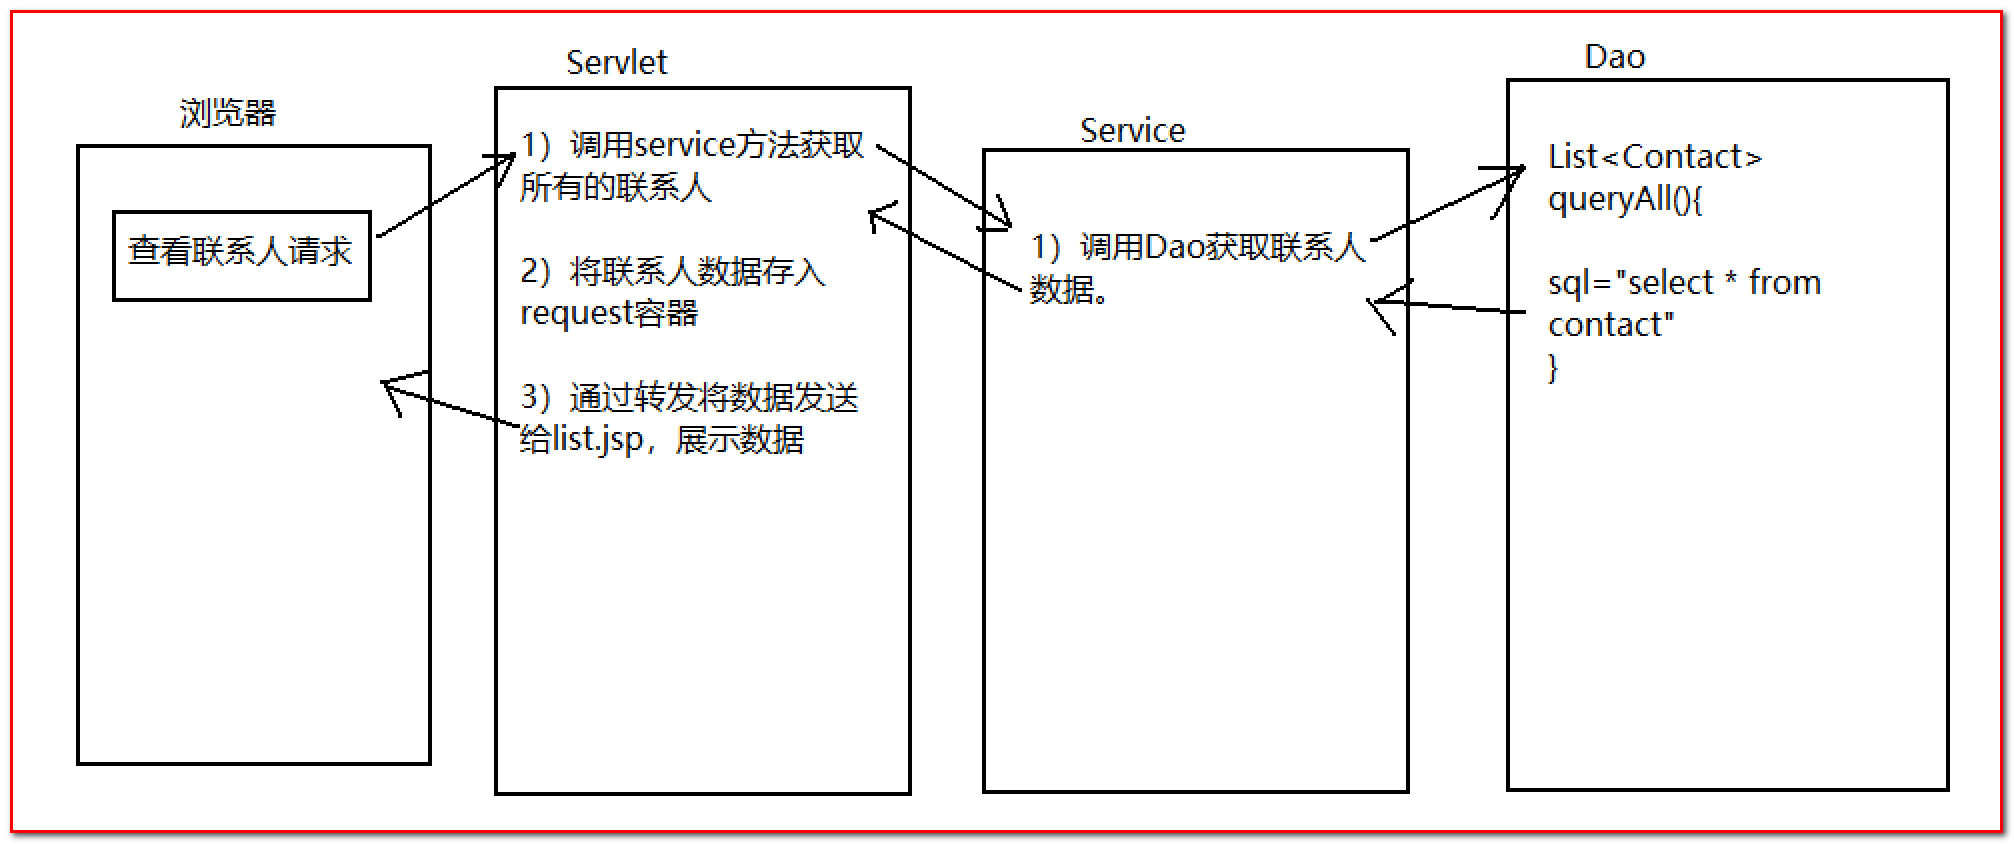 浏览器
查看联系人请求
Servlet
1）调用service方法获取
所有的联系人
2）将联系人数据存入
request容器
3）通过转发将数据发送
给list.jsp，展示数据
Service
1）调用Dao获取联系人
数据。
Dao
List<Contact>
queryAll(){
sql="select * from
contact"
}